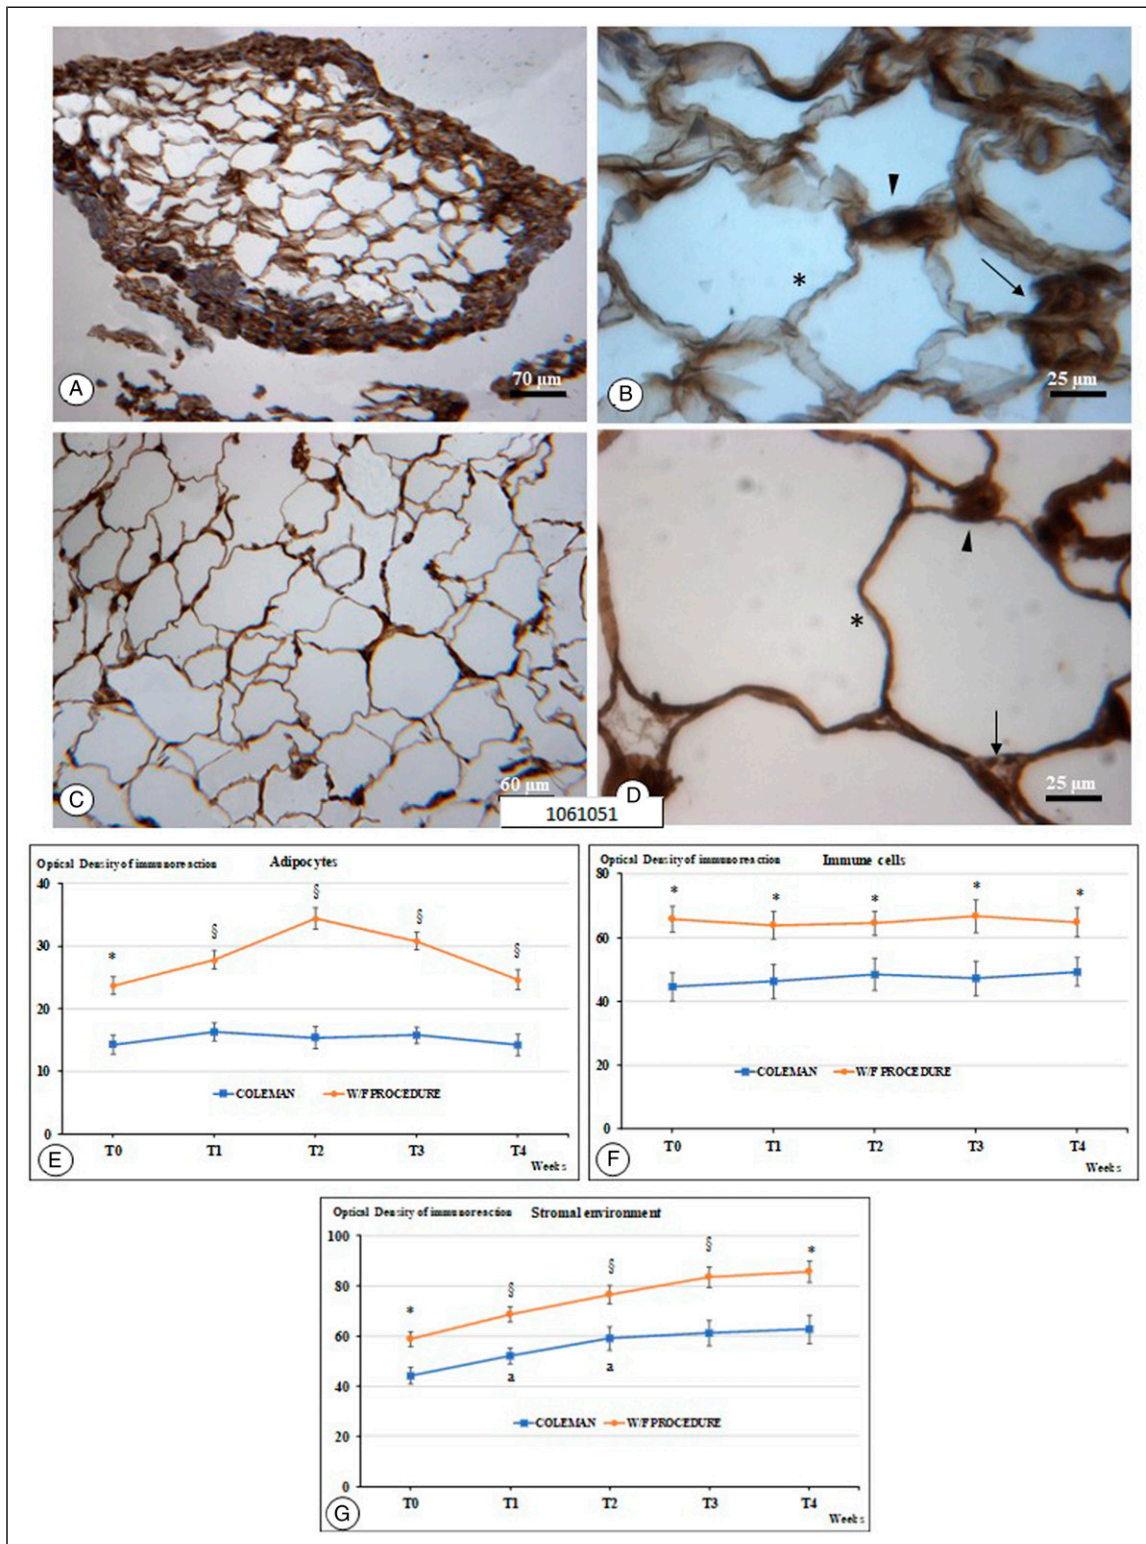 A
70 µm
B
25 µm
*
C
60 µm
D
25 µm
*
1061051
Optical Density of immunoreaction Adipocytes
40
30
20
10
0
* § § § §
COLEMAN W/F PROCEDURE
T0 T1 T2 T3 T4
Weeks
E
Optical Density of immunoreaction Immune cells
80
60
40
20
0
* * * * *
COLEMAN W/F PROCEDURE
T0 T1 T2 T3 T4
Weeks
F
Optical Density of immunoreaction Stromal environment
100
80
60
40
20
0
* § § § *
a a
COLEMAN W/F PROCEDURE
T0 T1 T2 T3 T4
Weeks
G